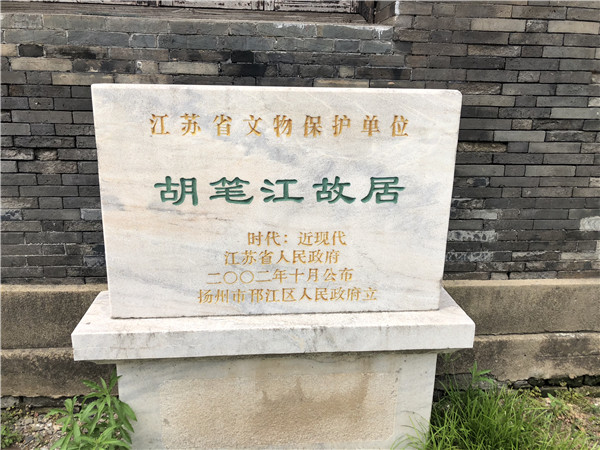 江苏省文物保护单位
胡笔江故居
时代：近现代
江苏省人民政府
二〇〇二年十月公布
扬州市邗江区人民政府立